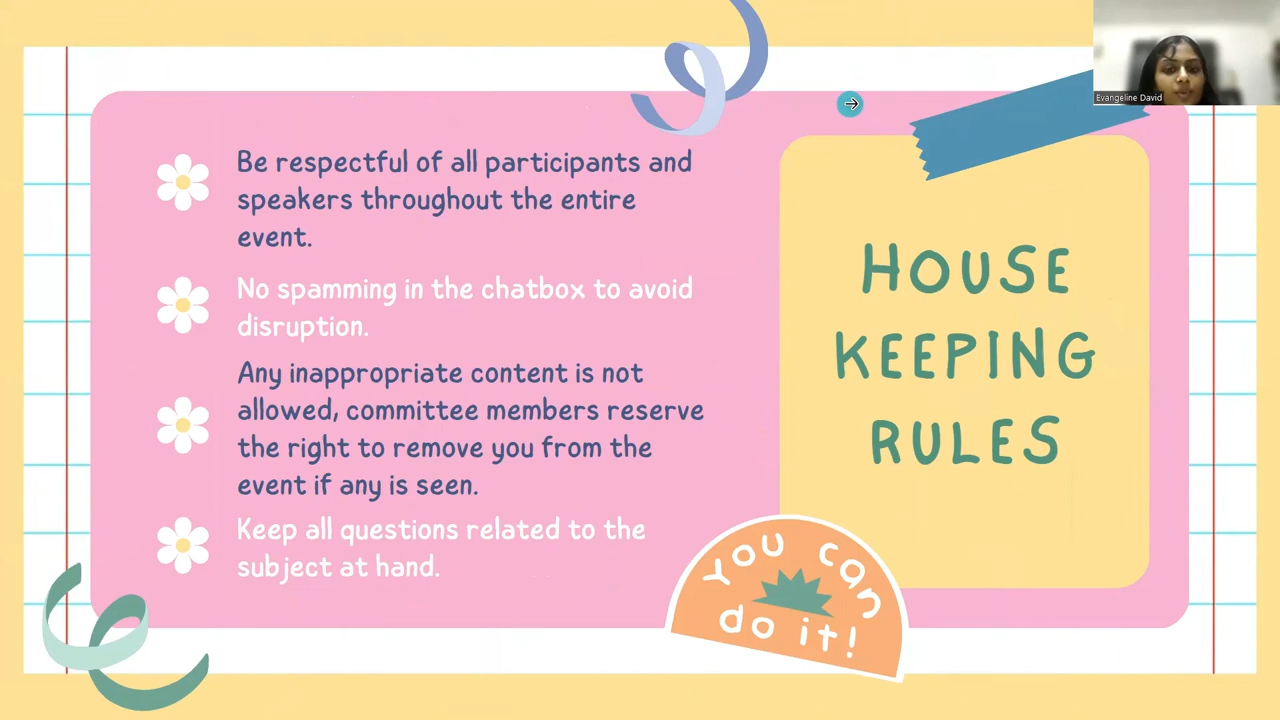 Evangeline David
Be respectful of all participants and
speakers throughout the entire
event.
No spamming in the chatbox to avoid
disruption.
Any inappropriate content is not
allowed, committee members reserve
the right to remove you from the
event if any is seen.
Keep all questions related to the
subject at hand.
HOUSE
KEEPING
RULES
You can
do it!